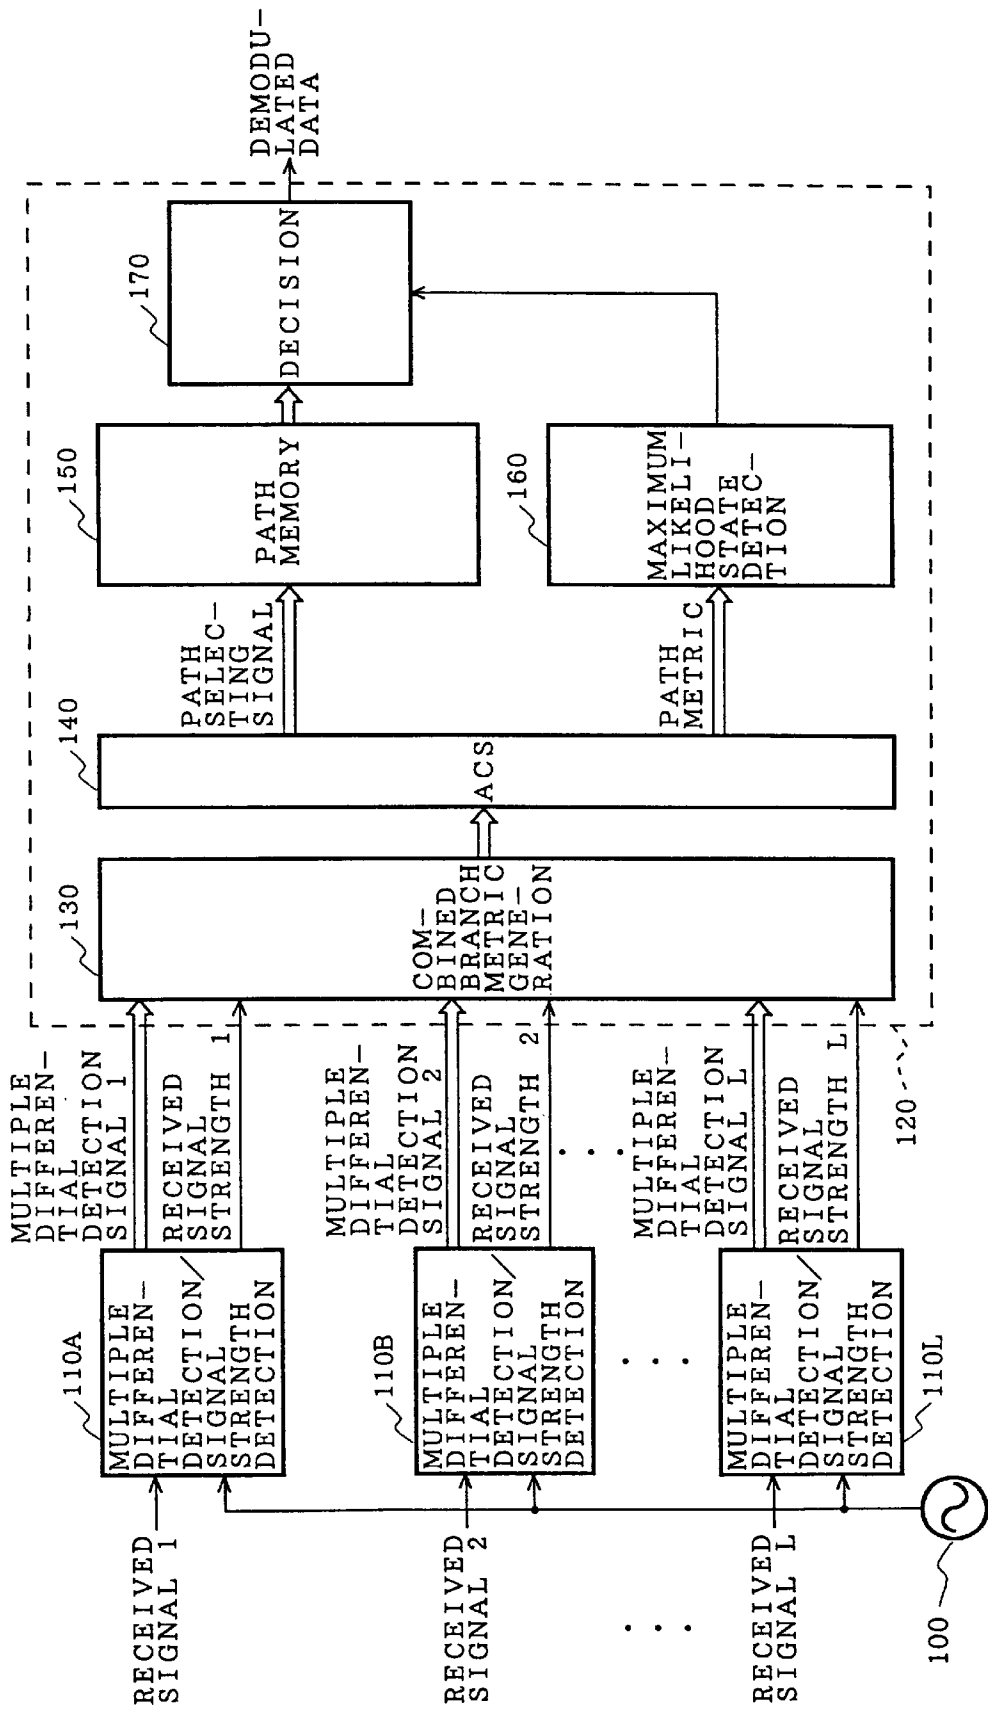 RECEIVED
SIGNAL 1
110A
MULTIPLE
DIFFEREN-
TIAL
DETECTION/
SIGNAL
STRENGTH
DETECTION
MULTIPLE
DIFFEREN-
TIAL
DETECTION
SIGNAL 1
RECEIVED
SIGNAL
STRENGTH 1
RECEIVED
SIGNAL 2
110B
MULTIPLE
DIFFEREN-
TIAL
DETECTION/
SIGNAL
STRENGTH
DETECTION
MULTIPLE
DIFFEREN-
TIAL
DETECTION
SIGNAL 2
RECEIVED
SIGNAL
STRENGTH 2
RECEIVED
SIGNAL L
MULTIPLE
DIFFEREN-
TIAL
DETECTION/
SIGNAL
STRENGTH
DETECTION
110L
MULTIPLE
DIFFEREN-
TIAL
DETECTION
SIGNAL L
RECEIVED
SIGNAL
STRENGTH L
100
120
130
COM-
BINED
BRANCH
METRIC
GENE-
RATION
140
ACS
PATH
SELEC-
TING
SIGNAL
PATH
METRIC
150
PATH
MEMORY
160
MAXIMUM
LIKELI-
HOOD
STATE
DETEC-
TION
170
DECISION
DEMODU-
LATED
DATA